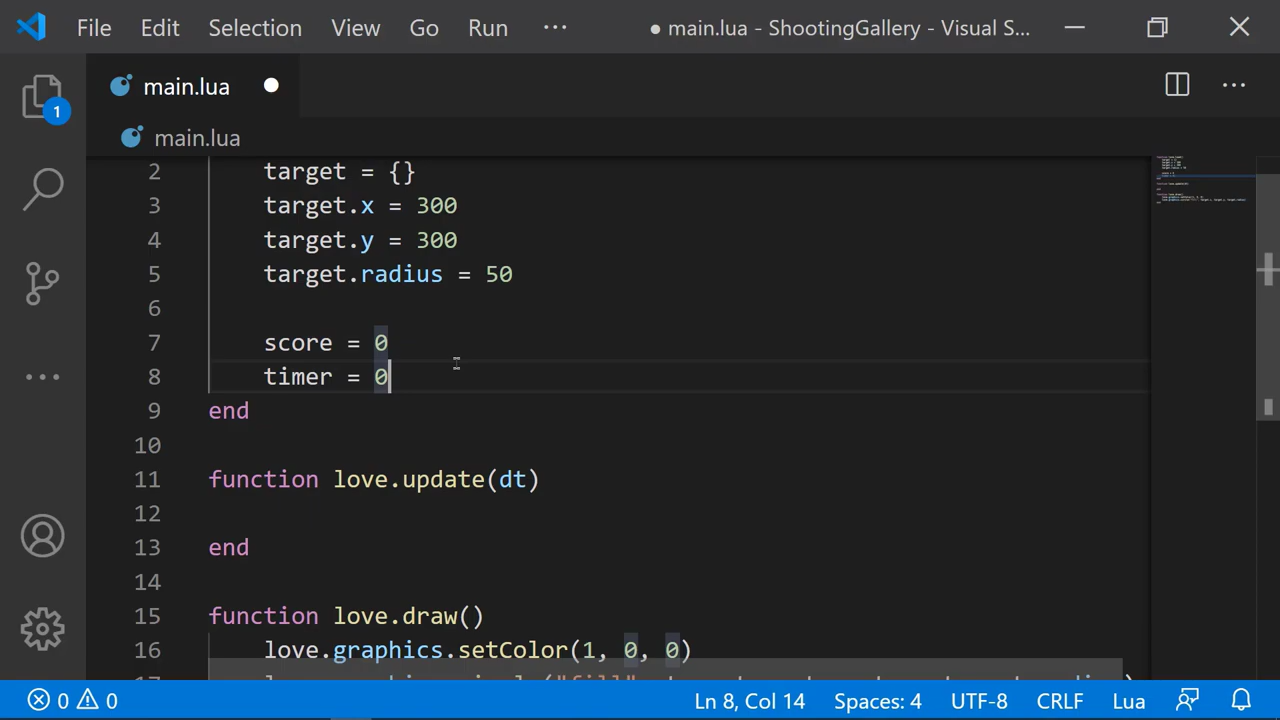 File Edit Selection View Go Run ··· ● main.lua - ShootingGallery - Visual S...
main.lua
1
main.lua
2 target = {}
3 target.x = 300
4 target.y = 300
5 target.radius = 50
6
7 score = 0
8 timer = 0
9 end
10
11 function love.update(dt)
12
13 end
14
15 function love.draw()
16 love.graphics.setColor(1, 0, 0)
0 0 Ln 8, Col 14 Spaces: 4 UTF-8 CRLF Lua